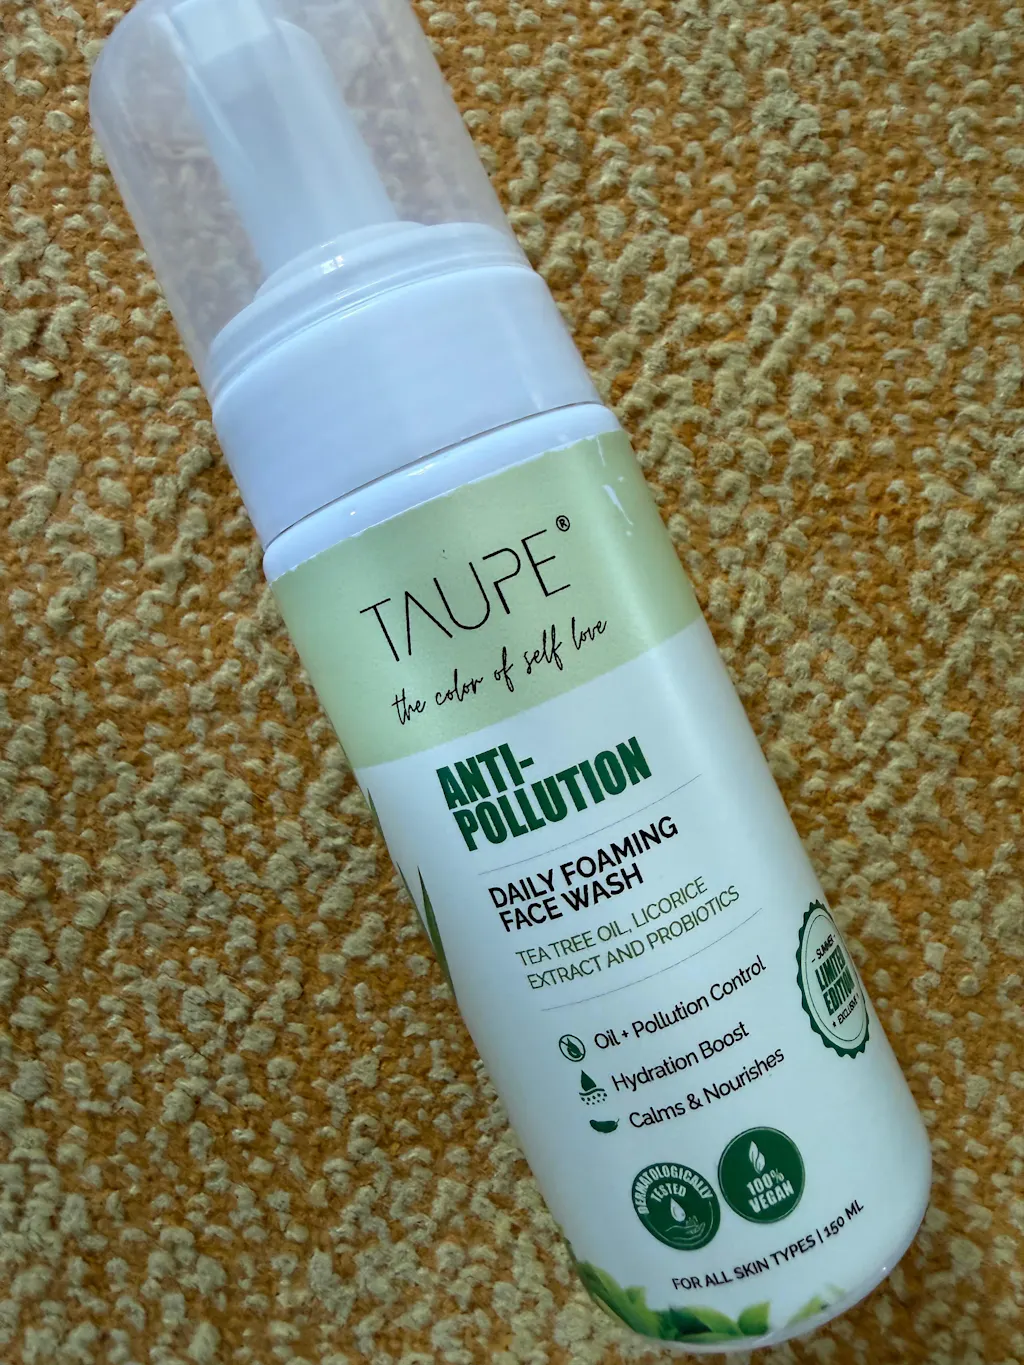 TAUPE®
the color of self love
ANTI-
POLLUTION
DAILY FOAMING
FACE WASH
TEA TREE OIL, LICORICE
EXTRACT AND PROBIOTICS
Oil + Pollution Control
Hydration Boost
Calms & Nourishes
- SUMMER -
LIMITED
EDITION
EXCLUSIVE
DERMATOLOGICALLY
TESTED
100%
VEGAN
FOR ALL SKIN TYPES | 150 ML